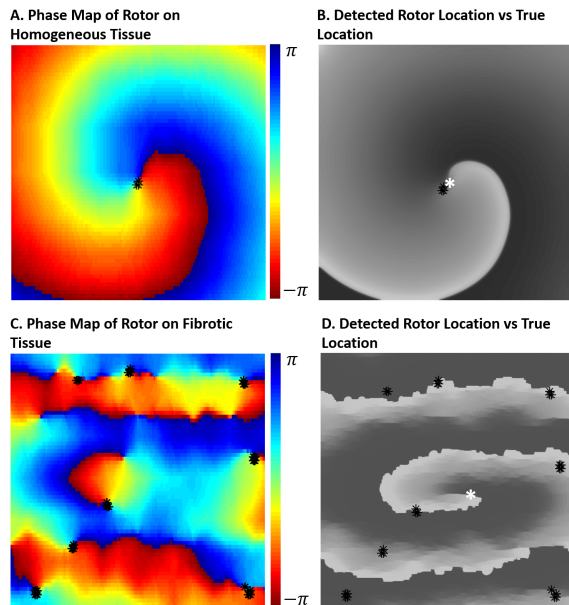 A. Phase Map of Rotor on
Homogeneous Tissue
B. Detected Rotor Location vs True
Location
π
−π
C. Phase Map of Rotor on Fibrotic
Tissue
D. Detected Rotor Location vs True
Location
π
−π